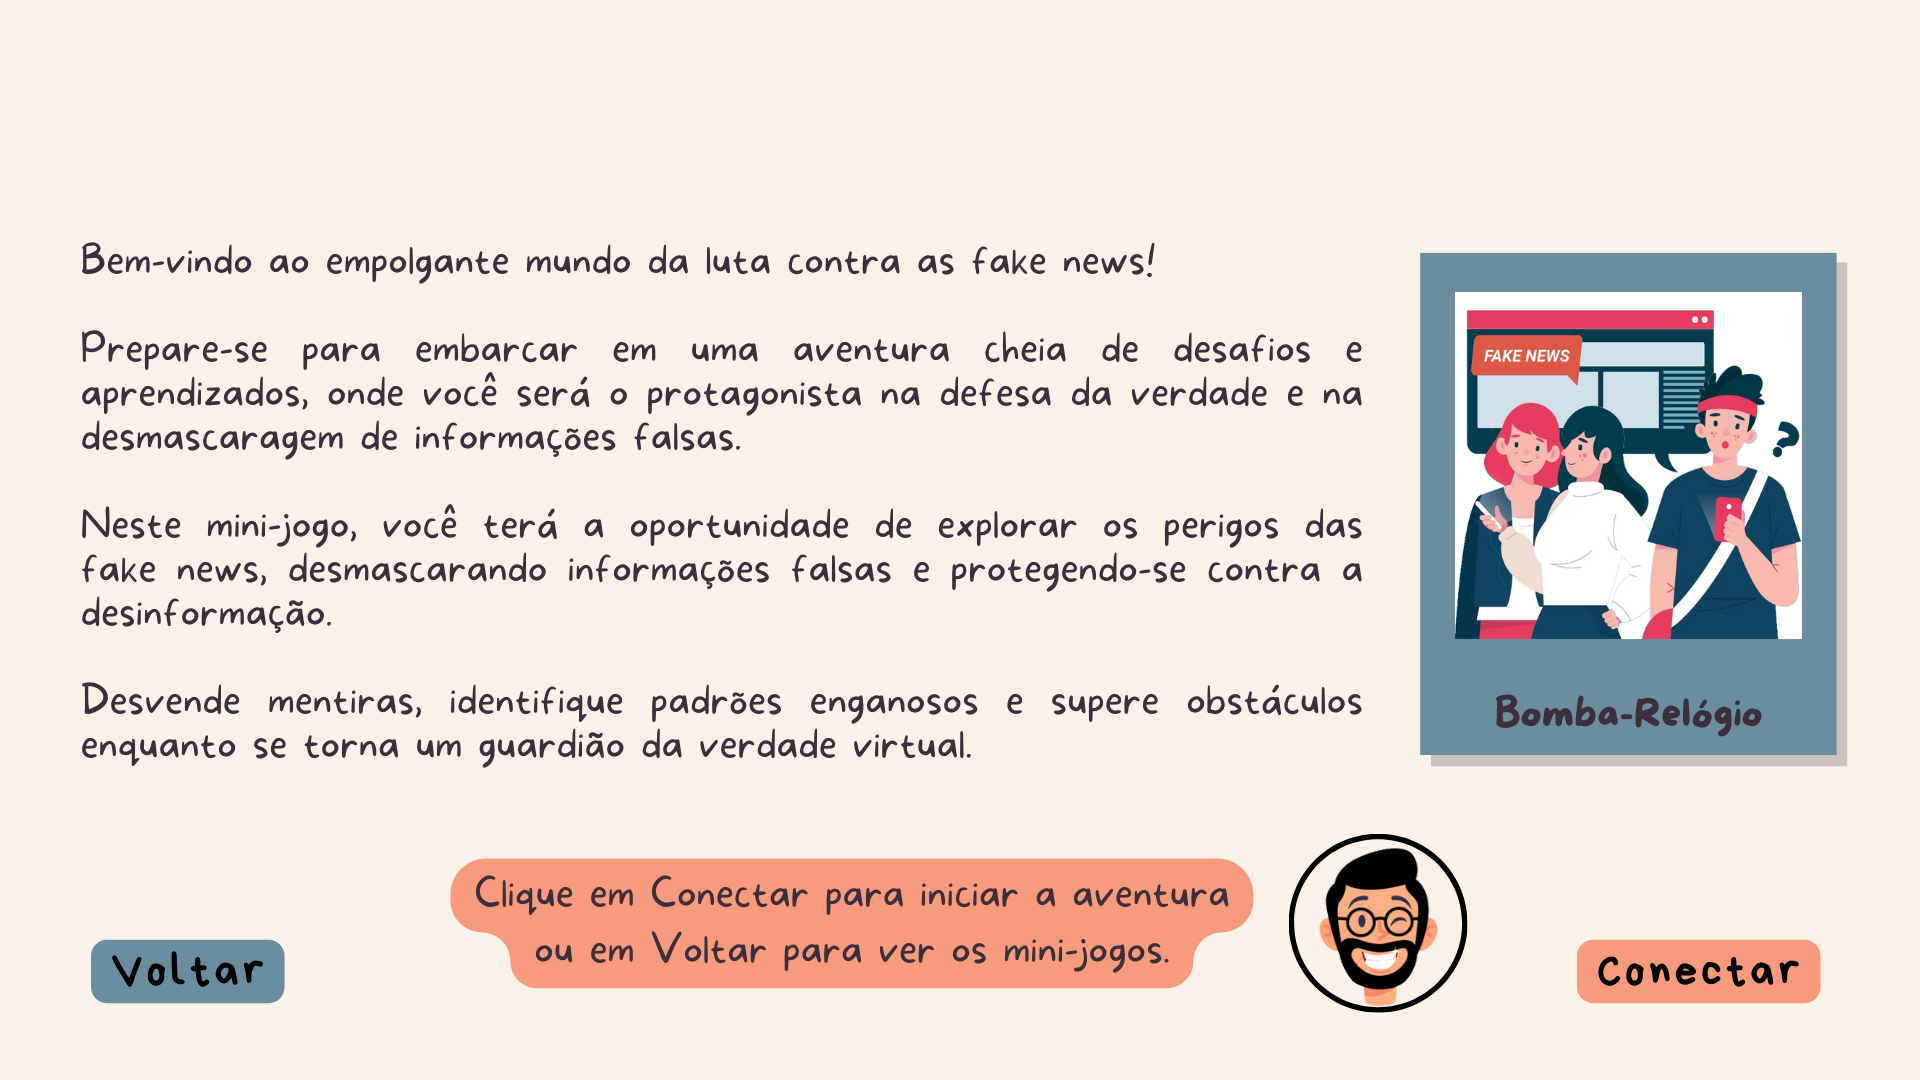 Bem-vindo ao empolgante mundo da luta contra as fake news!
Prepare-se para embarcar em uma aventura cheia de desafios e
aprendizados, onde você será o protagonista na defesa da verdade e na
desmascaragem de informações falsas.
Neste mini-jogo, você terá a oportunidade de explorar os perigos das
fake news, desmascarando informações falsas e protegendo-se contra a
desinformação.
Desvende mentiras, identifique padrões enganosos e supere obstáculos
enquanto se torna um guardião da verdade virtual.
FAKE NEWS
?
Bomba-Relógio
Clique em Conectar para iniciar a aventura
ou em Voltar para ver os mini-jogos.
Voltar
Conectar